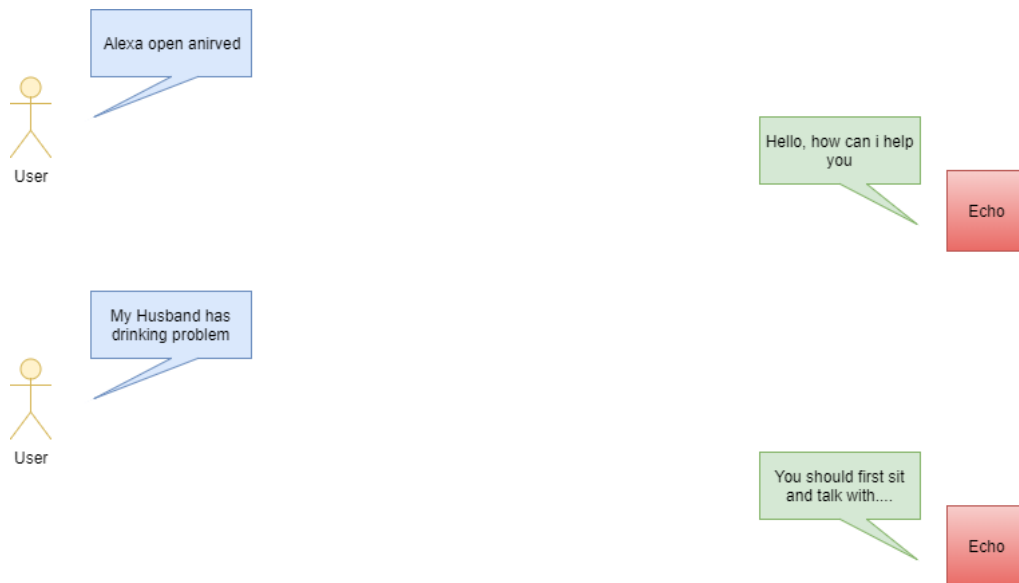 Alexa open anirved
User
Hello, how can i help
you
Echo
My Husband has
drinking problem
User
You should first sit
and talk with....
Echo